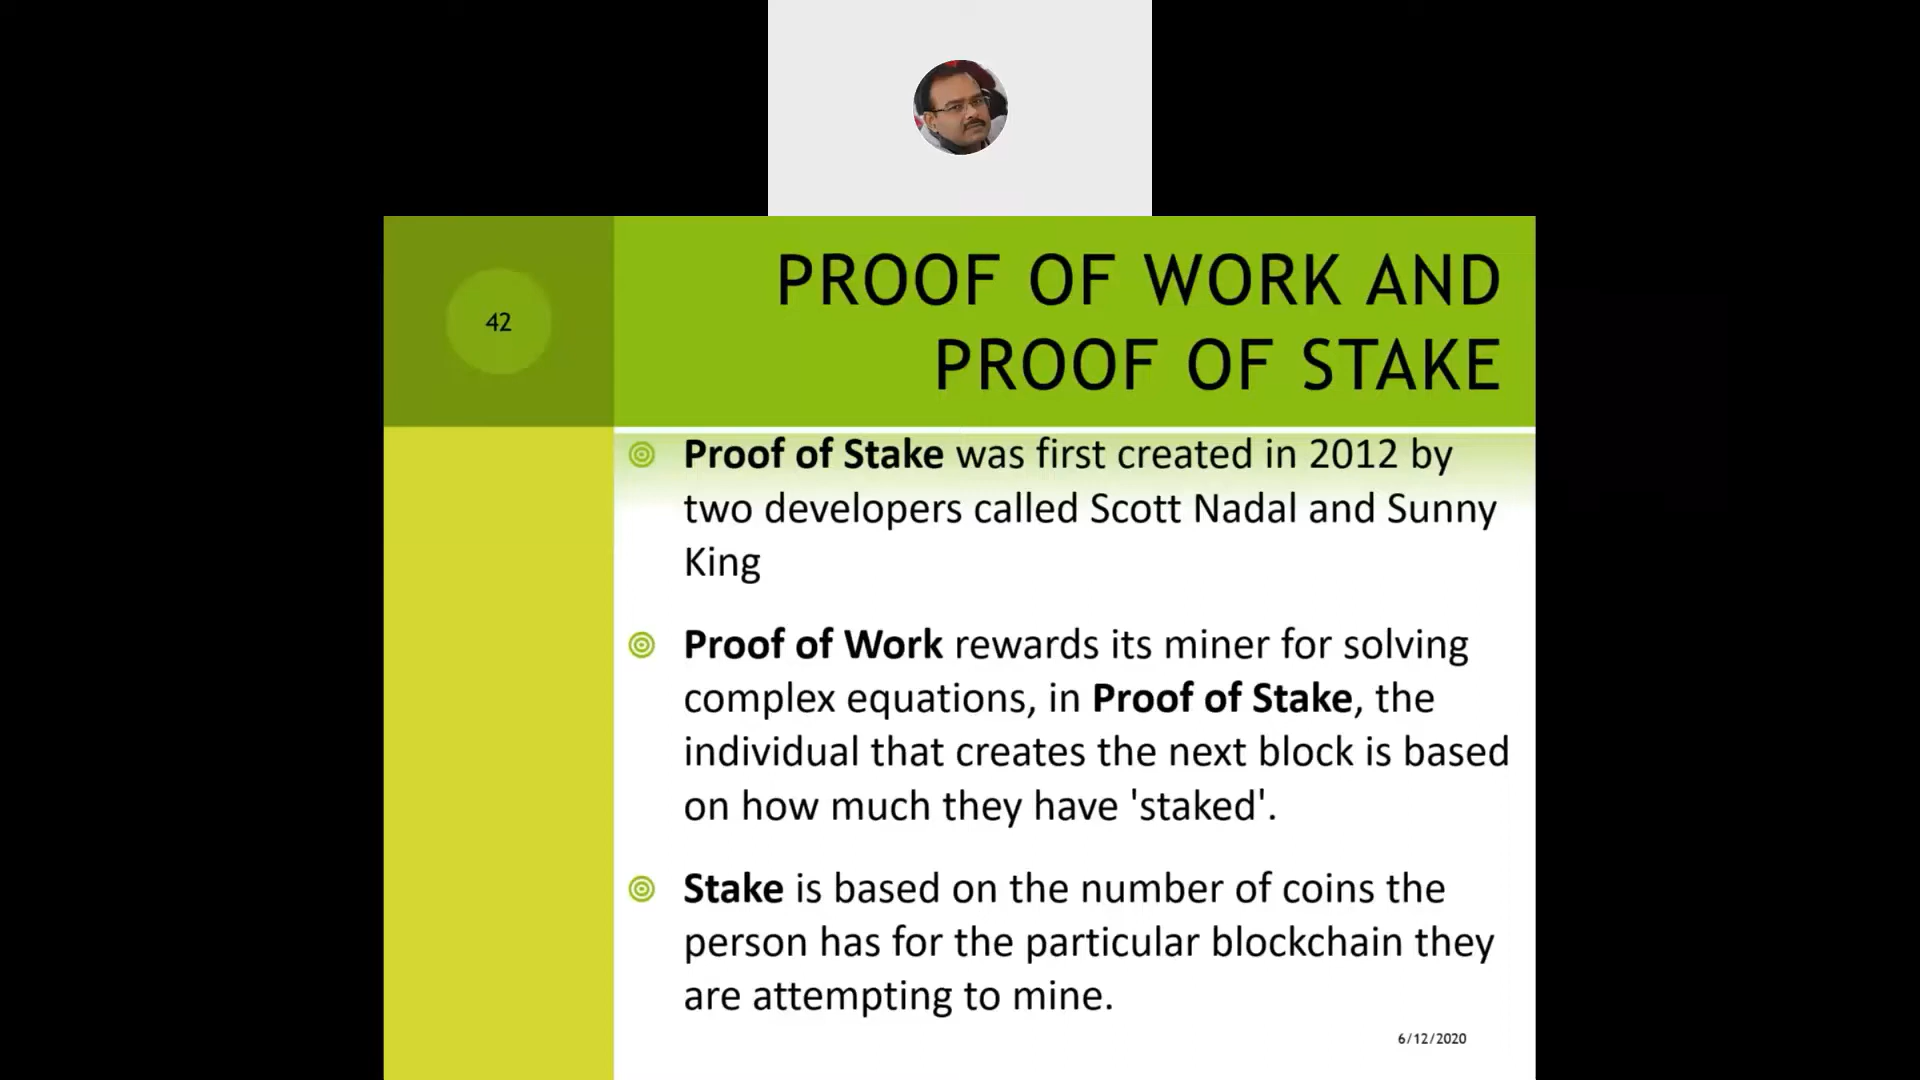 42
PROOF OF WORK AND
PROOF OF STAKE
Proof of Stake was first created in 2012 by
two developers called Scott Nadal and Sunny
King
Proof of Work rewards its miner for solving
complex equations, in Proof of Stake, the
individual that creates the next block is based
on how much they have 'staked'.
Stake is based on the number of coins the
person has for the particular blockchain they
are attempting to mine.
6/12/2020